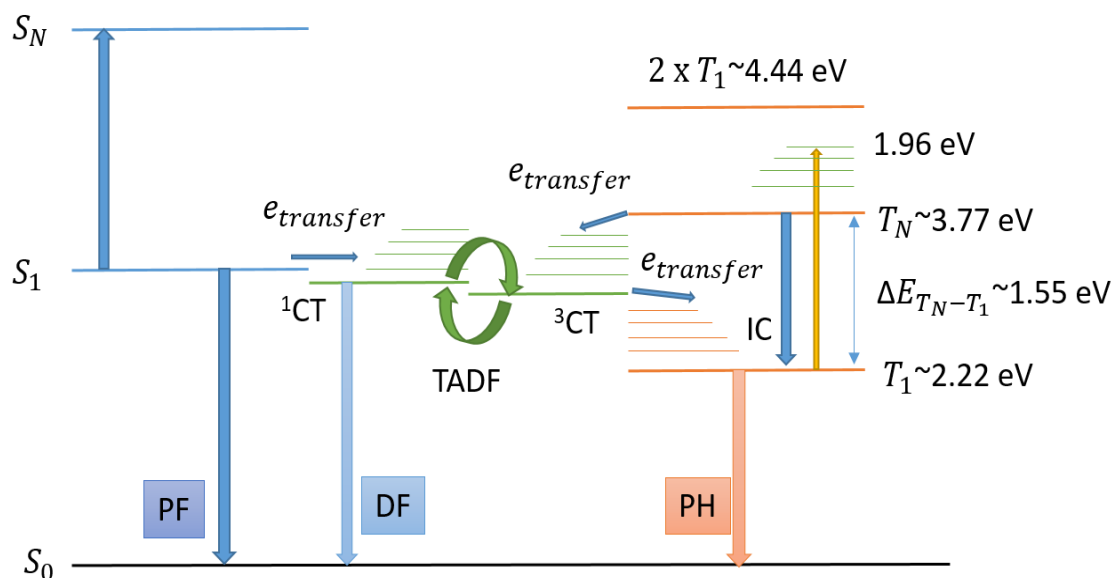 S_N
2 x T_1~4.44 eV
1.96 eV
e_transfer
e_transfer
T_N~3.77 eV
S_1
e_transfer
¹CT
³CT
IC
ΔE_{T_N−T_1}~1.55 eV
TADF
T_1~2.22 eV
PF
DF
PH
S_0